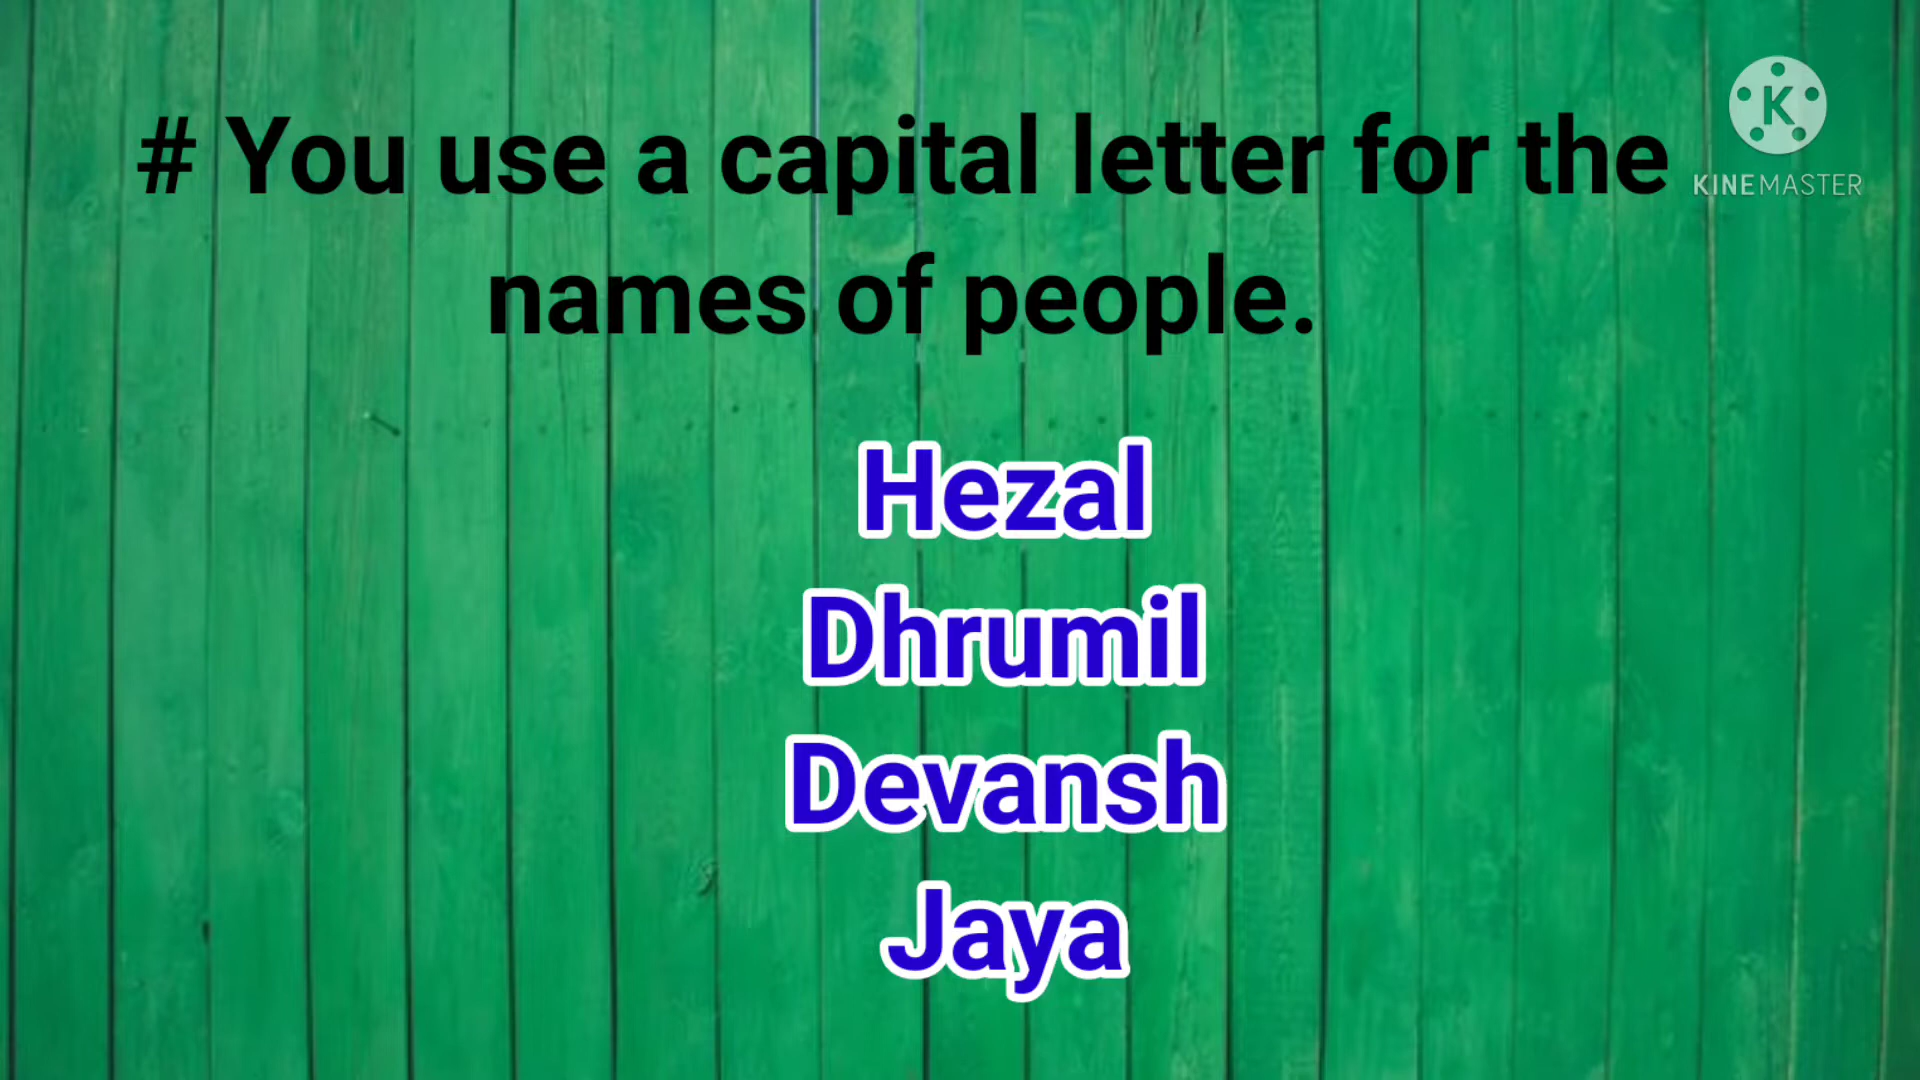 # You use a capital letter for the
names of people.
K
KINEMASTER
Hezal
Dhrumil
Devansh
Jaya